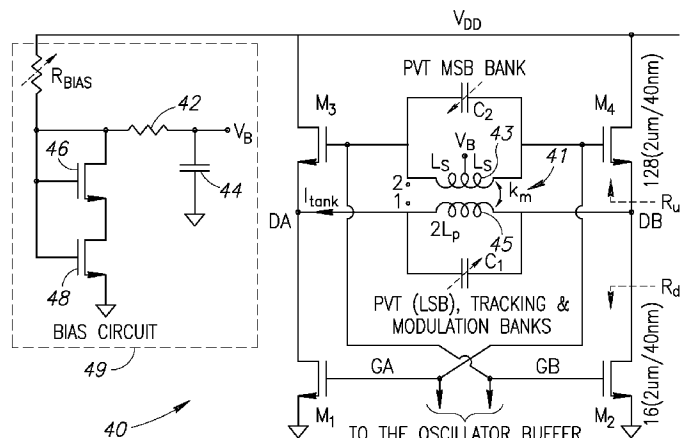 V_DD
R_BIAS
42
V_B
46
44
48
BIAS CIRCUIT
49
40
PVT MSB BANK
C_2
M_3
M_4
V_B
43
L_S L_S
41
2
1
k_m
I_tank
DA
DB
2L_p
45
C_1
PVT (LSB), TRACKING &
MODULATION BANKS
R_u
R_d
128(2um/40nm)
16(2um/40nm)
GA
GB
M_1
M_2
TO THE OSCILLATOR BUFFER